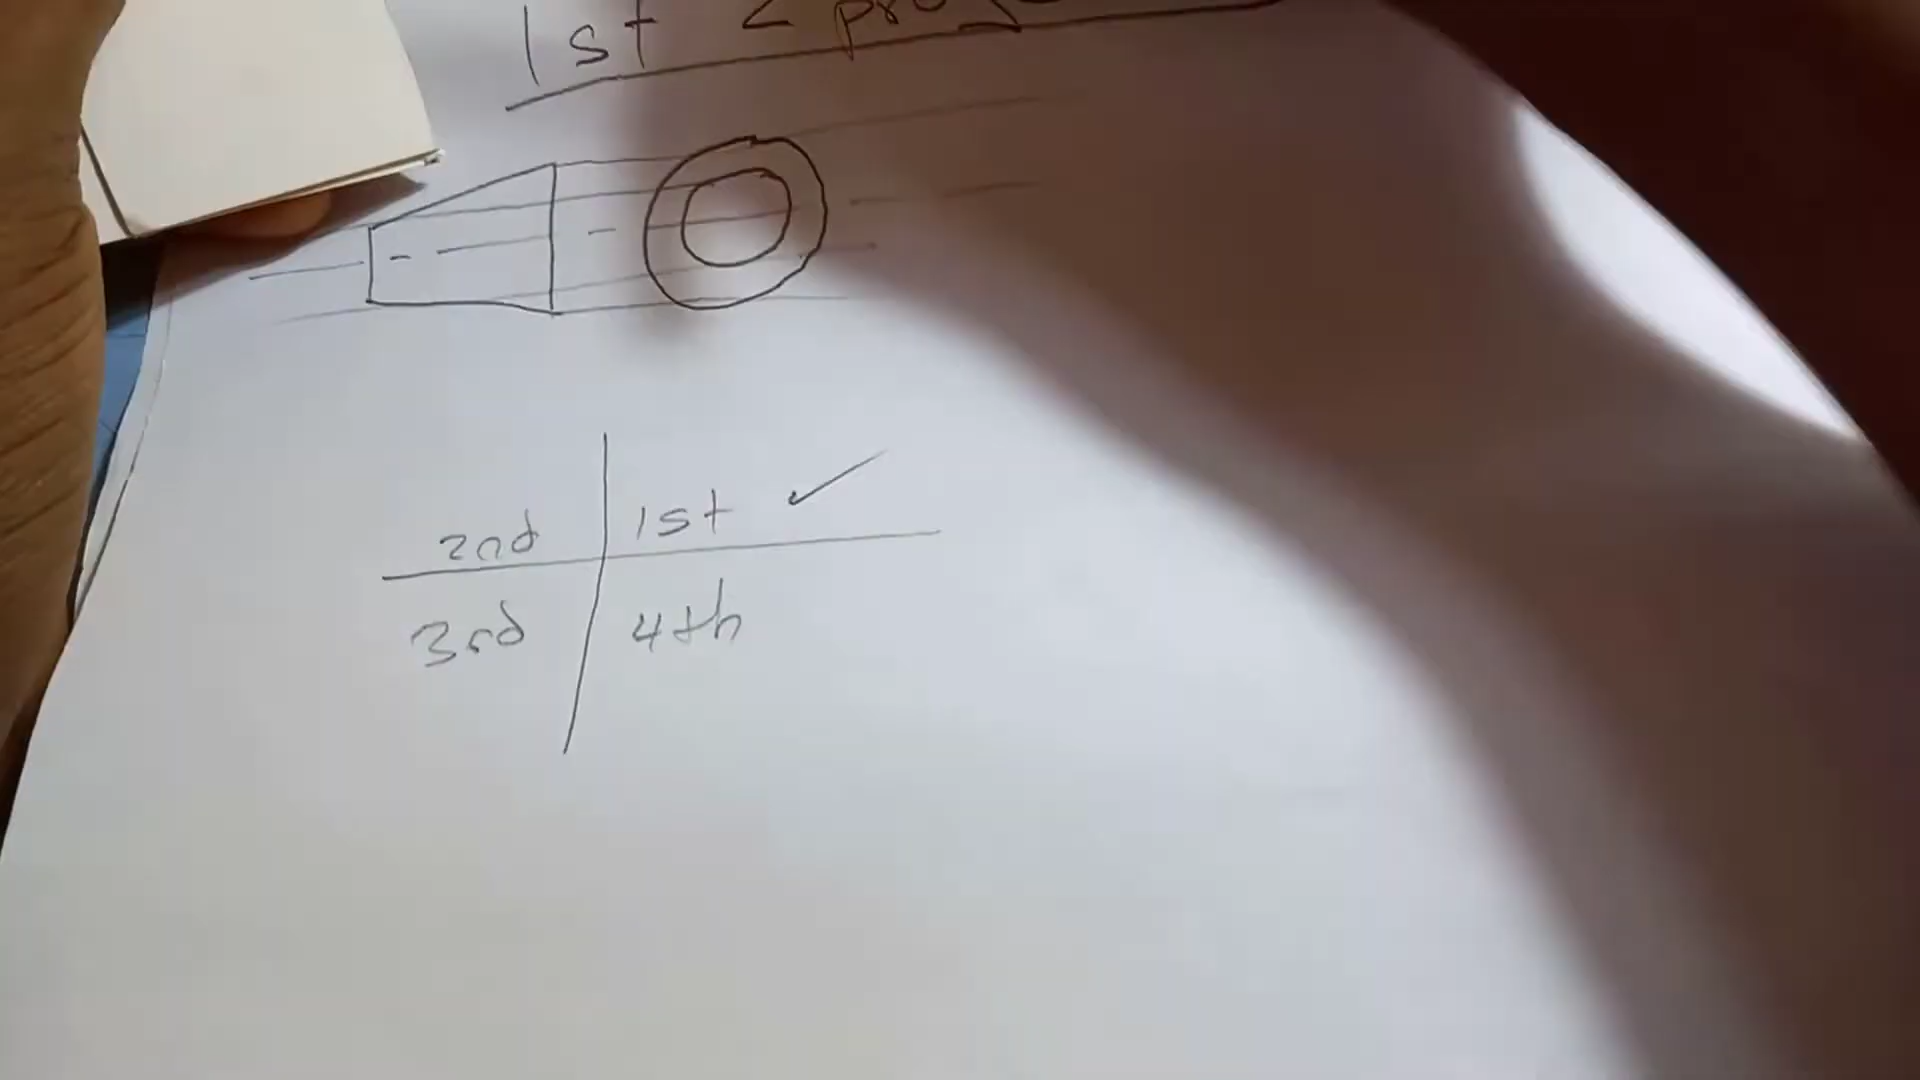 1st <
2nd 1st ✓
3rd 4th